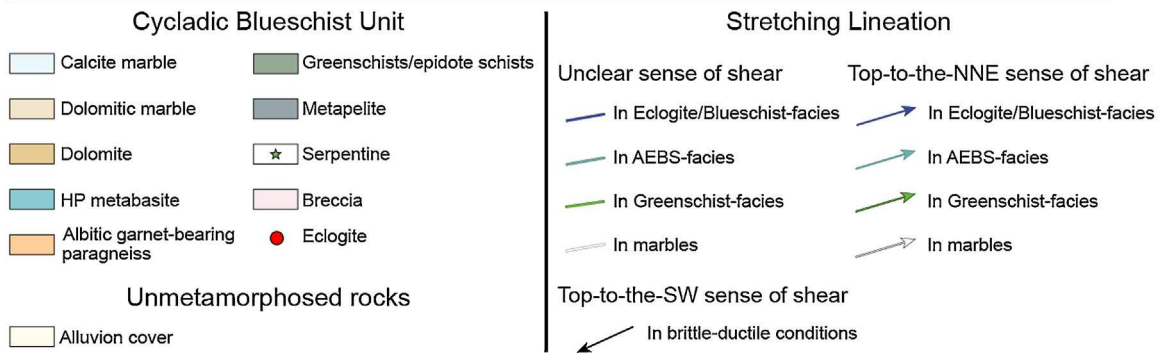 Cycladic Blueschist Unit
Calcite marble
Dolomitic marble
Dolomite
HP metabasite
Albitic garnet-bearing
paragneiss
Greenschists/epidote schists
Metapelite
Serpentine
Breccia
Eclogite
Unmetamorphosed rocks
Alluvion cover
Stretching Lineation
Unclear sense of shear
In Eclogite/Blueschist-facies
In AEBS-facies
In Greenschist-facies
In marbles
Top-to-the-NNE sense of shear
In Eclogite/Blueschist-facies
In AEBS-facies
In Greenschist-facies
In marbles
Top-to-the-SW sense of shear
In brittle-ductile conditions